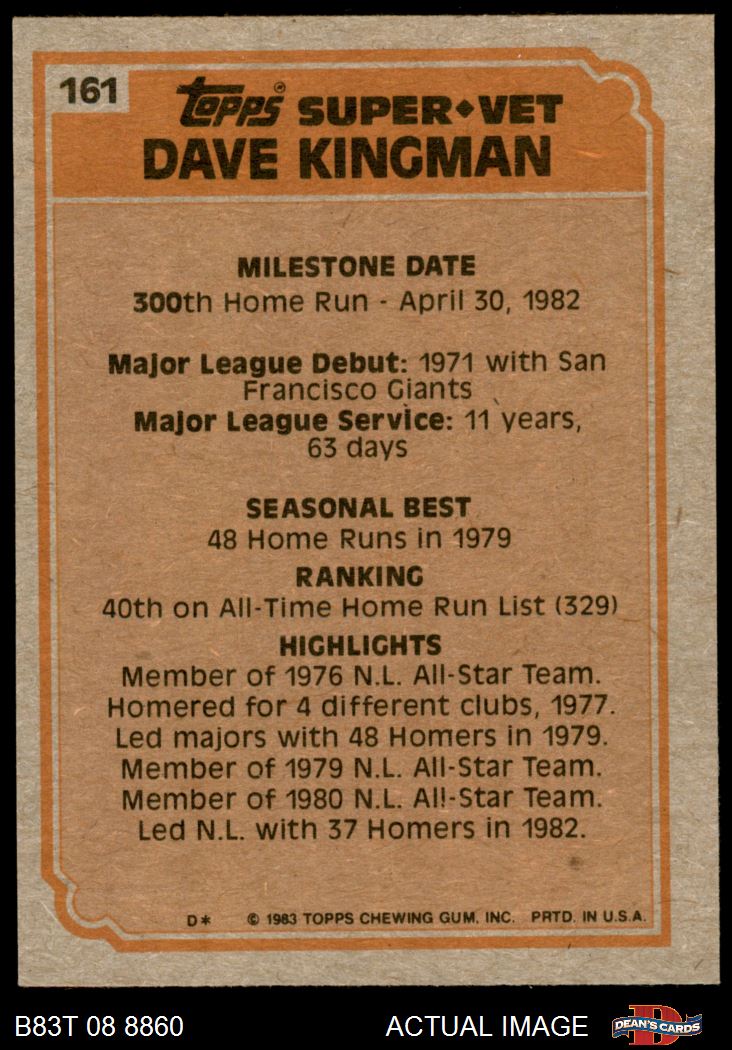 161
Topps® SUPER◆VET
DAVE KINGMAN
MILESTONE DATE
300th Home Run - April 30, 1982
Major League Debut: 1971 with San
Francisco Giants
Major League Service: 11 years,
63 days
SEASONAL BEST
48 Home Runs in 1979
RANKING
40th on All-Time Home Run List (329)
HIGHLIGHTS
Member of 1976 N.L. All-Star Team.
Homered for 4 different clubs, 1977.
Led majors with 48 Homers in 1979.
Member of 1979 N.L. All-Star Team.
Member of 1980 N.L. All-Star Team.
Led N.L. with 37 Homers in 1982.
D* © 1983 TOPPS CHEWING GUM, INC. PRTD. IN U.S.A.
B83T 08 8860 ACTUAL IMAGE D DEAN'S CARDS